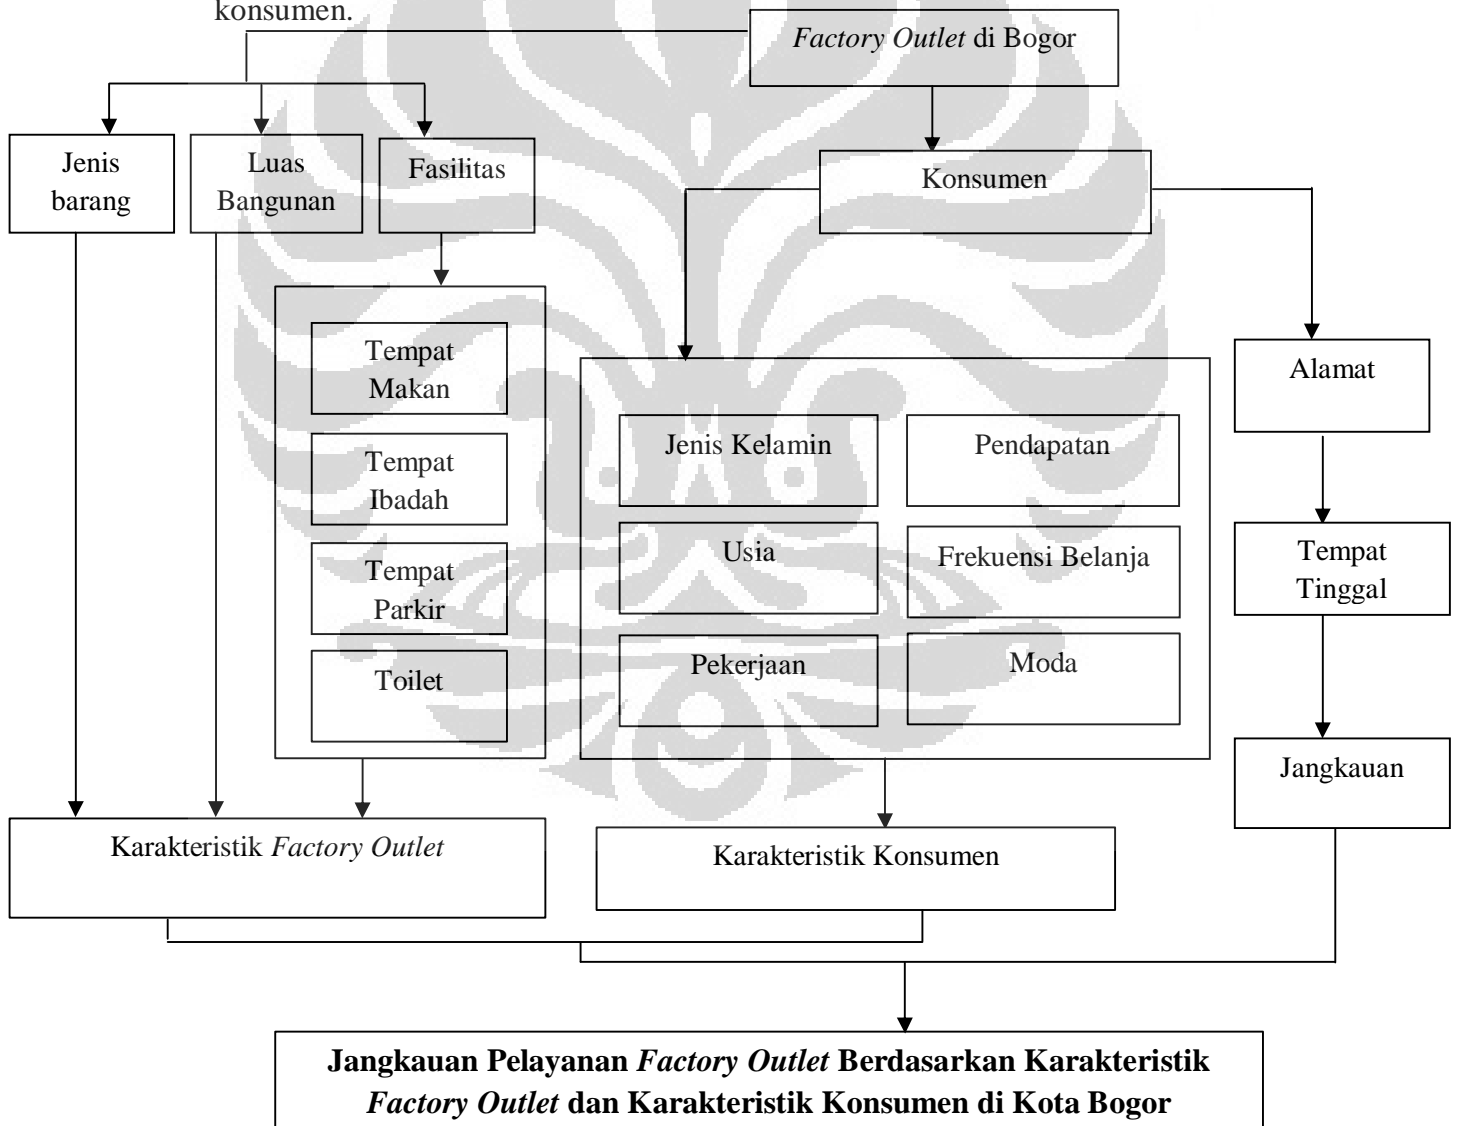 konsumen.
Factory Outlet di Bogor
Jenis
barang
Luas
Bangunan
Fasilitas
Konsumen
Tempat
Makan
Tempat
Ibadah
Tempat
Parkir
Toilet
Jenis Kelamin
Pendapatan
Usia
Frekuensi Belanja
Pekerjaan
Moda
Alamat
Tempat
Tinggal
Jangkauan
Karakteristik Factory Outlet
Karakteristik Konsumen
Jangkauan Pelayanan Factory Outlet Berdasarkan Karakteristik
Factory Outlet dan Karakteristik Konsumen di Kota Bogor